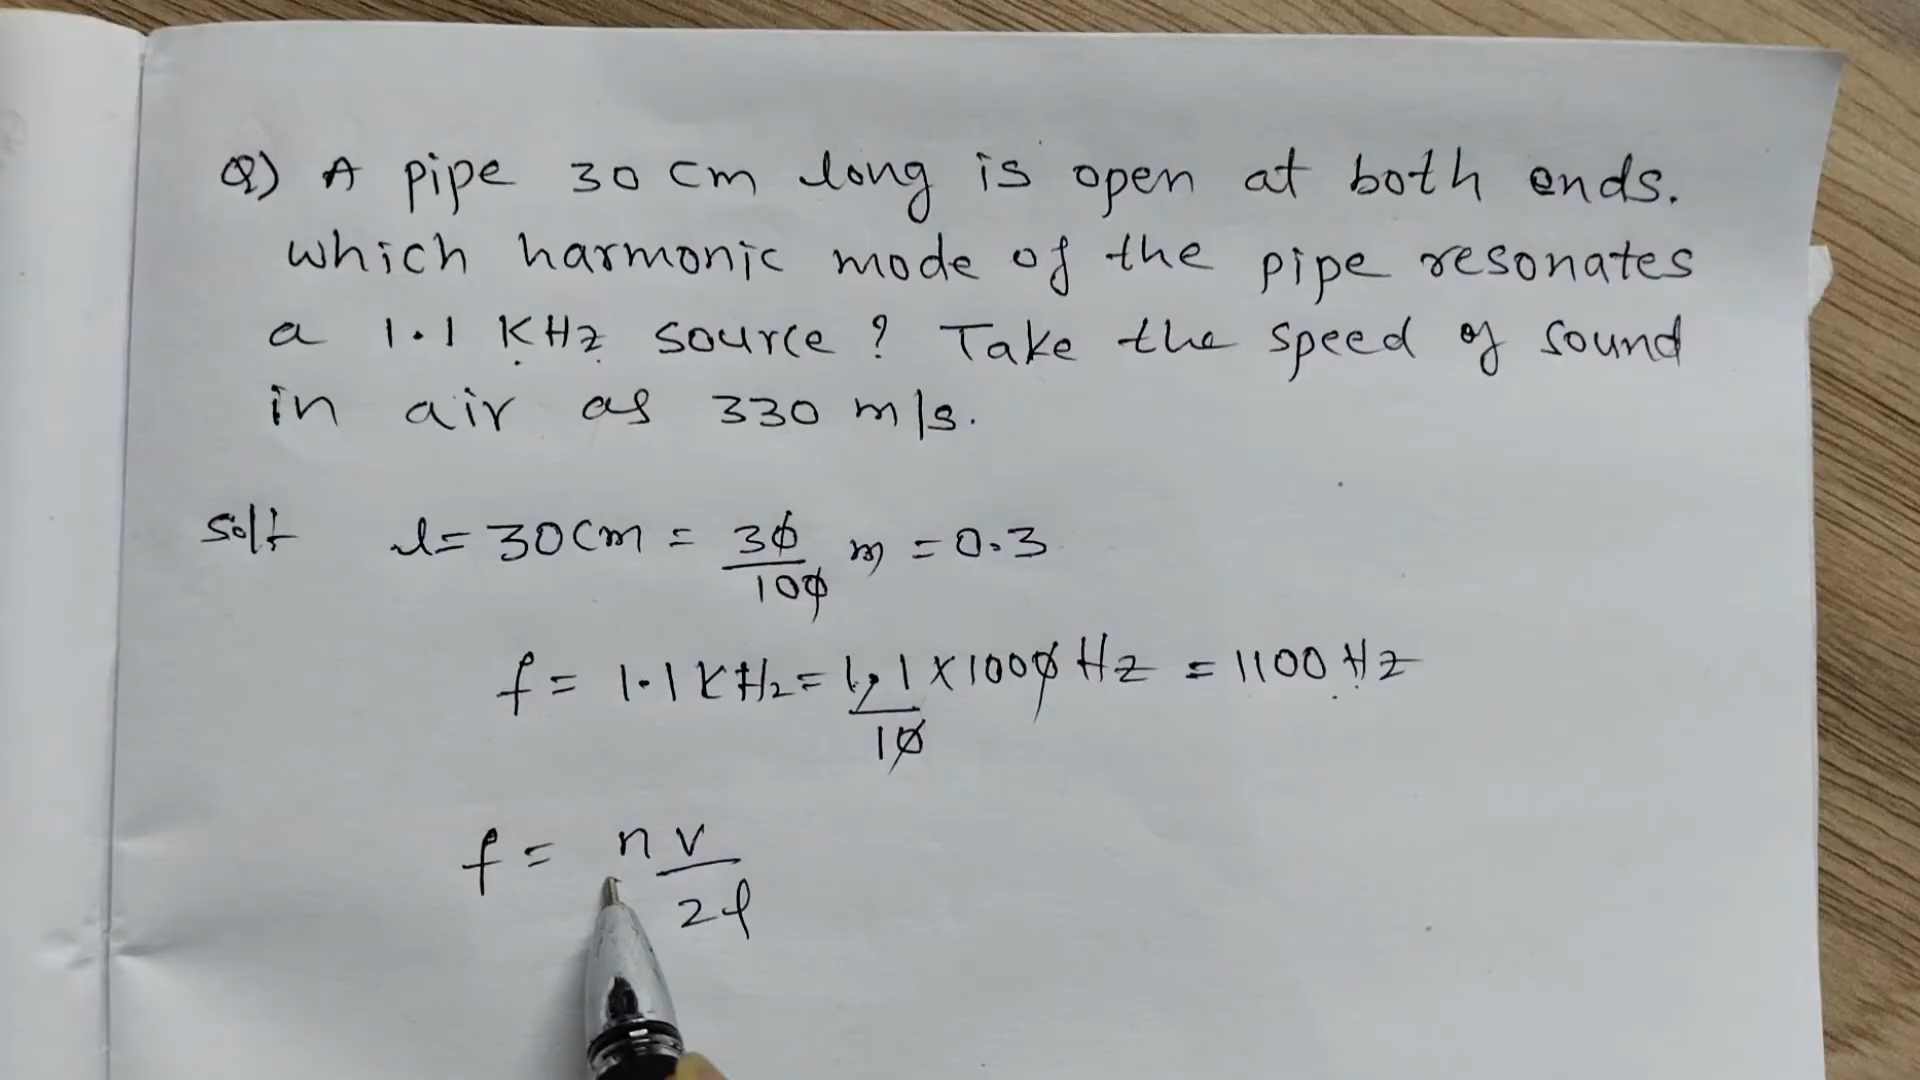 Q) A pipe 30 cm long is open at both ends.
which harmonic mode of the pipe resonates
a 1.1 KHz source? Take the speed of sound
in air as 330 m/s.
Sol: l = 30 cm = 30/100 m = 0.3
f = 1.1 KHz = 1,1/10 × 1000 Hz = 1100 Hz
f = n v/2l